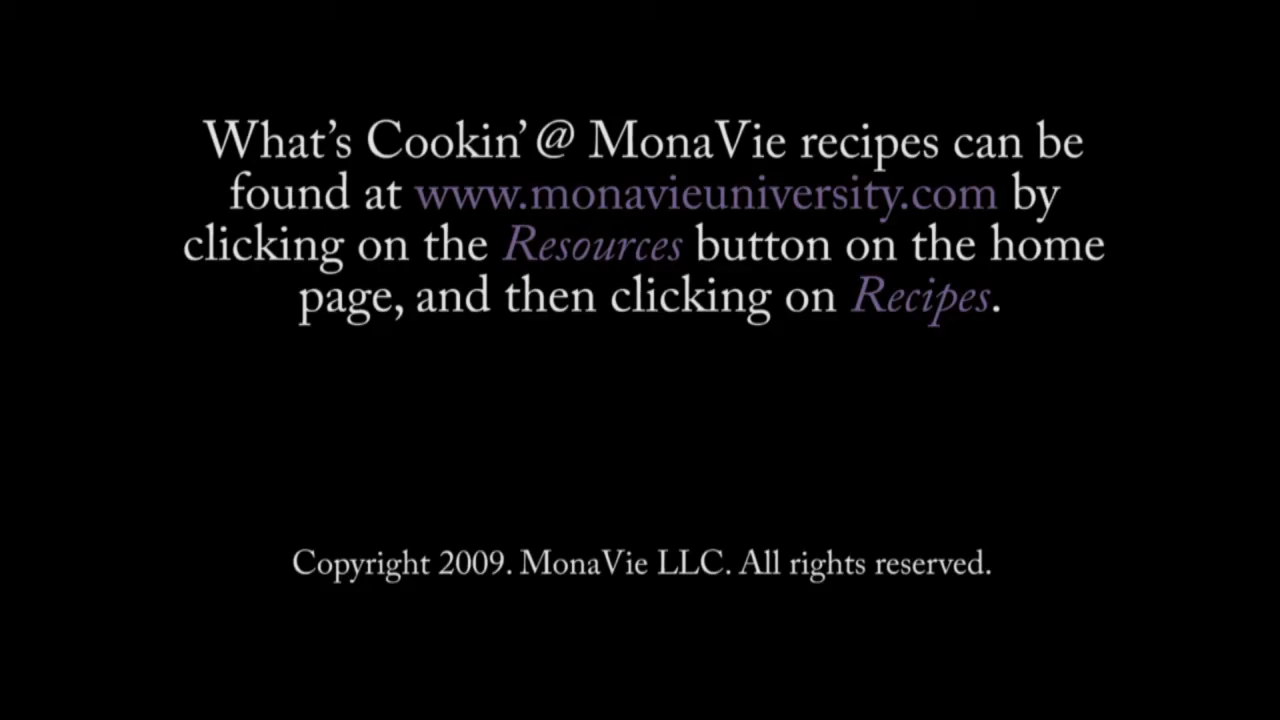 What’s Cookin’ @ MonaVie recipes can be
found at www.monavieuniversity.com by
clicking on the Resources button on the home
page, and then clicking on Recipes.
Copyright 2009. MonaVie LLC. All rights reserved.